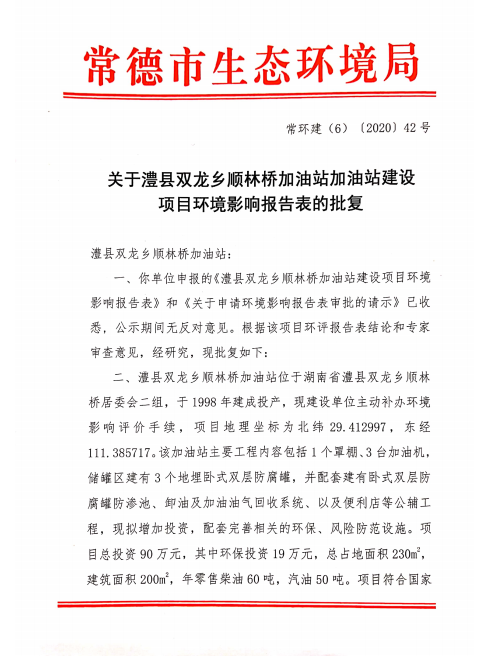 常德市生态环境局
常环建（6）〔2020〕42号
关于澧县双龙乡顺林桥加油站加油站建设
项目环境影响报告表的批复
澧县双龙乡顺林桥加油站：
一、你单位申报的《澧县双龙乡顺林桥加油站建设项目环境
影响报告表》和《关于申请环境影响报告表审批的请示》已收
悉，公示期间无反对意见。根据该项目环评报告表结论和专家
审查意见，经研究，现批复如下：
二、澧县双龙乡顺林桥加油站位于湖南省澧县双龙乡顺林
桥居委会二组，于1998年建成投产，现建设单位主动补办环境
影响评价手续，项目地理坐标为北纬29.412997，东经
111.385717。该加油站主要工程内容包括1个罩棚、3台加油机，
储罐区建有3个地埋卧式双层防腐罐，并配套建有卧式双层防
腐罐防渗池、卸油及加油油气回收系统、以及便利店等公辅工
程，现拟增加投资，配套完善相关的环保、风险防范设施。项
目总投资90万元，其中环保投资19万元，总占地面积230㎡，
建筑面积200㎡，年零售柴油60吨，汽油50吨。项目符合国家